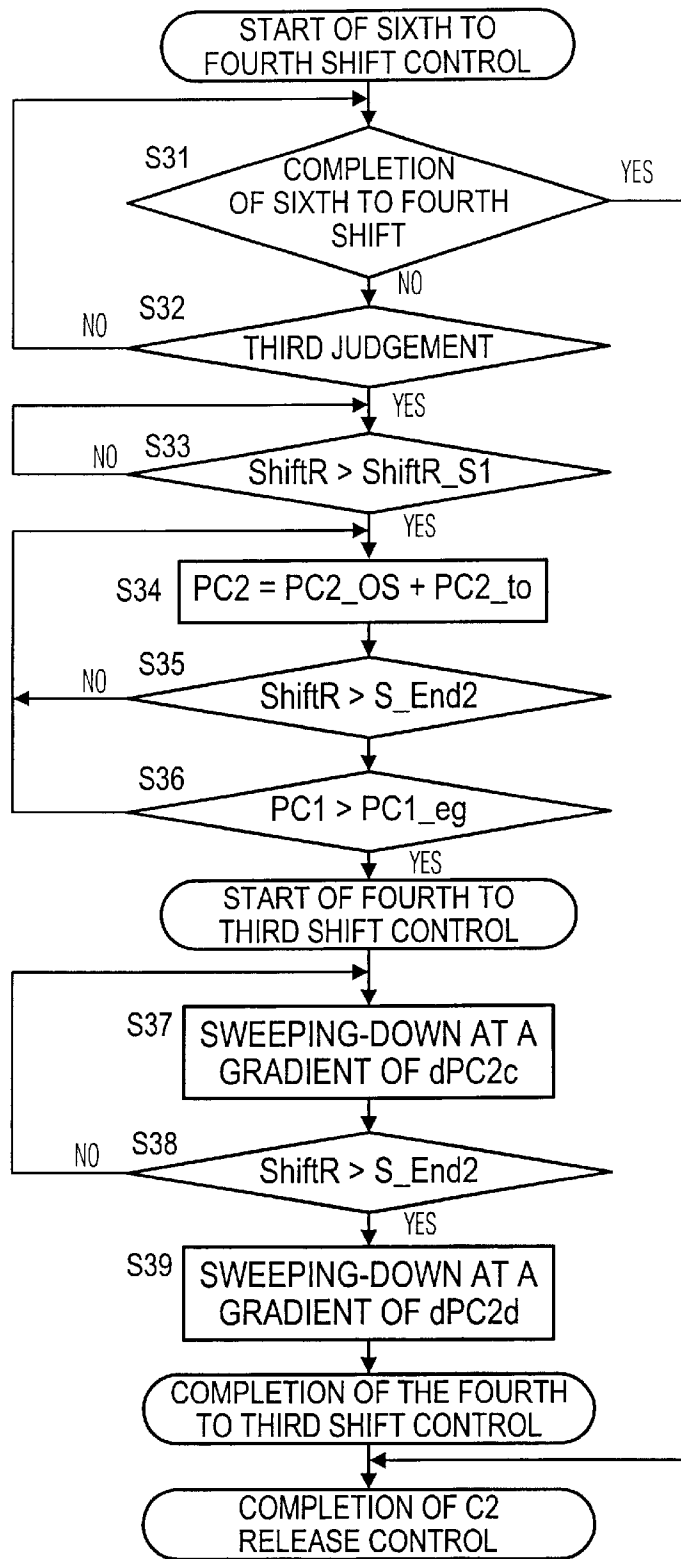 START OF SIXTH TO
FOURTH SHIFT CONTROL
S31
COMPLETION
OF SIXTH TO FOURTH
SHIFT
YES
NO
S32
NO
THIRD JUDGEMENT
YES
S33
NO
ShiftR > ShiftR_S1
YES
S34
PC2 = PC2_OS + PC2_to
S35
NO
ShiftR > S_End2
S36
PC1 > PC1_eg
YES
START OF FOURTH TO
THIRD SHIFT CONTROL
S37
SWEEPING-DOWN AT A
GRADIENT OF dPC2c
S38
NO
ShiftR > S_End2
YES
S39
SWEEPING-DOWN AT A
GRADIENT OF dPC2d
COMPLETION OF THE FOURTH
TO THIRD SHIFT CONTROL
COMPLETION OF C2
RELEASE CONTROL